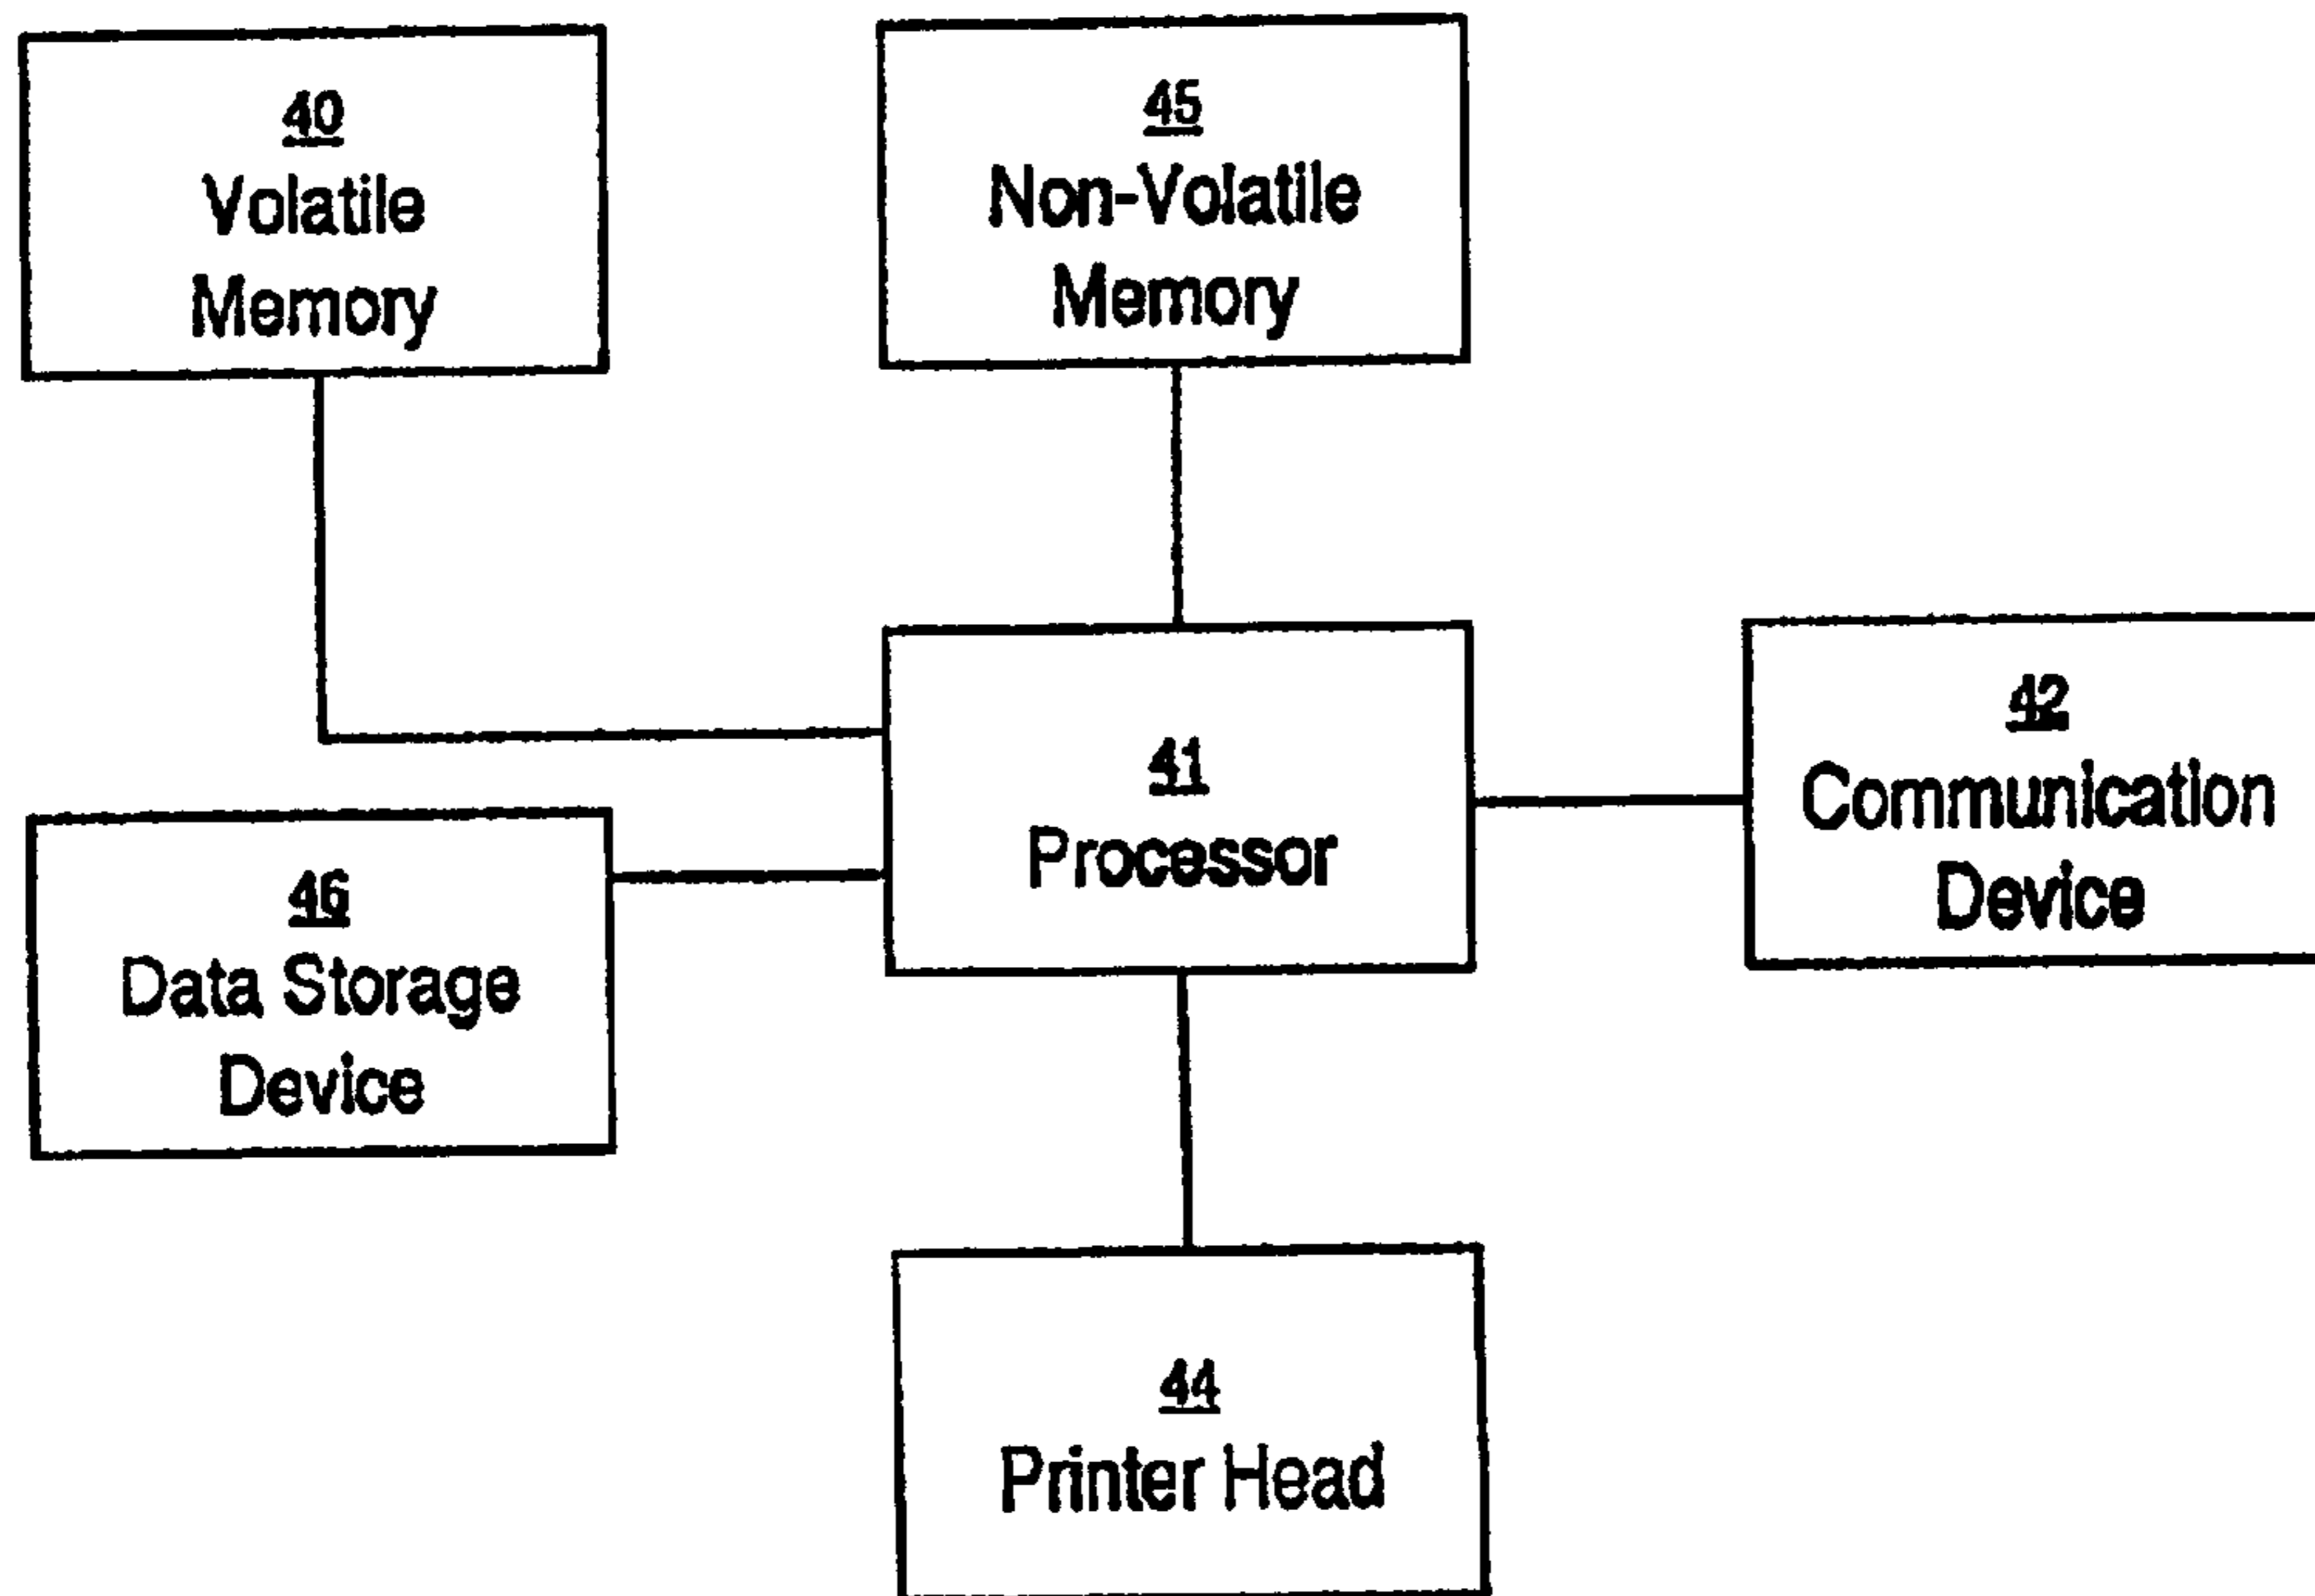 40
Volatile
Memory
45
Non-Volatile
Memory
41
Processor
42
Communication
Device
46
Data Storage
Device
44
Printer Head